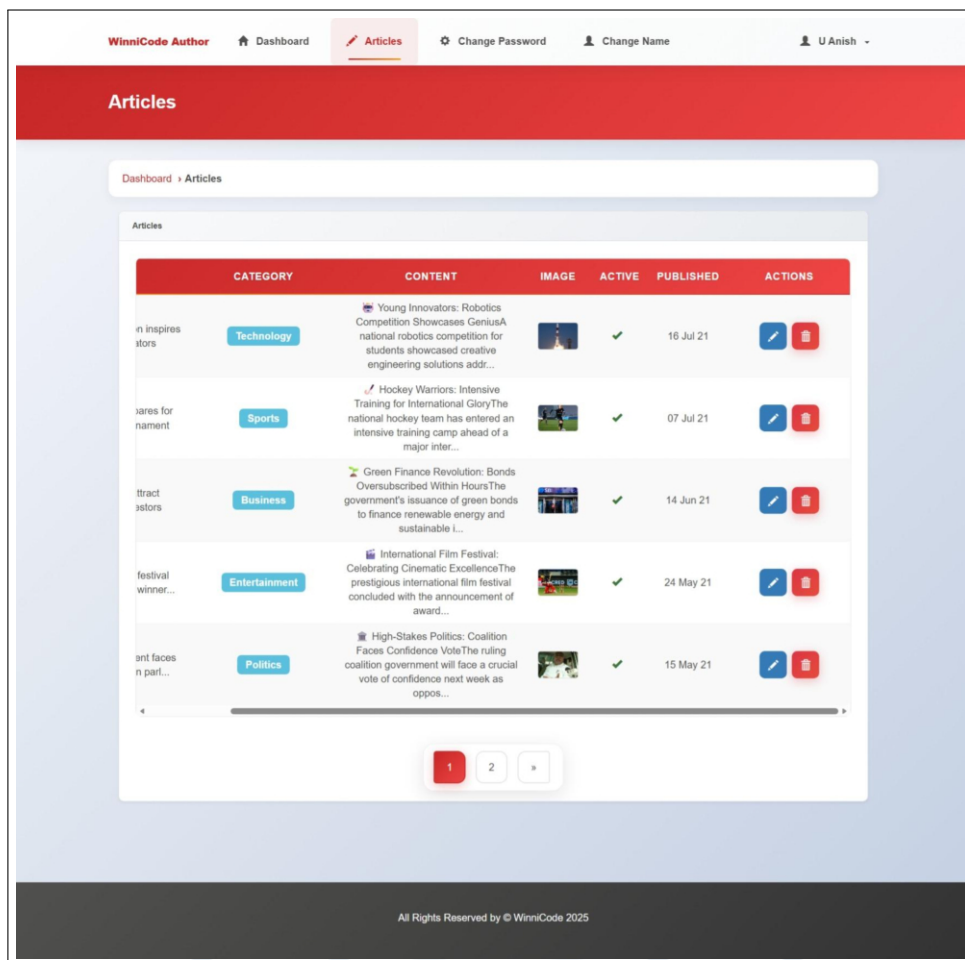 WinniCode Author Dashboard Articles Change Password Change Name U Anish
Articles
Dashboard › Articles
Articles
CATEGORY CONTENT IMAGE ACTIVE PUBLISHED ACTIONS
n inspires
ators
Technology
Young Innovators: Robotics
Competition Showcases GeniusA
national robotics competition for
students showcased creative
engineering solutions addr...
16 Jul 21
pares for
nament
Sports
Hockey Warriors: Intensive
Training for International GloryThe
national hockey team has entered an
intensive training camp ahead of a
major inter...
07 Jul 21
ttract
estors
Business
Green Finance Revolution: Bonds
Oversubscribed Within HoursThe
government's issuance of green bonds
to finance renewable energy and
sustainable i...
14 Jun 21
festival
winner...
Entertainment
International Film Festival:
Celebrating Cinematic ExcellenceThe
prestigious international film festival
concluded with the announcement of
award...
24 May 21
ent faces
n parl...
Politics
High-Stakes Politics: Coalition
Faces Confidence VoteThe ruling
coalition government will face a crucial
vote of confidence next week as
oppos...
15 May 21
1 2 »
All Rights Reserved by © WinniCode 2025